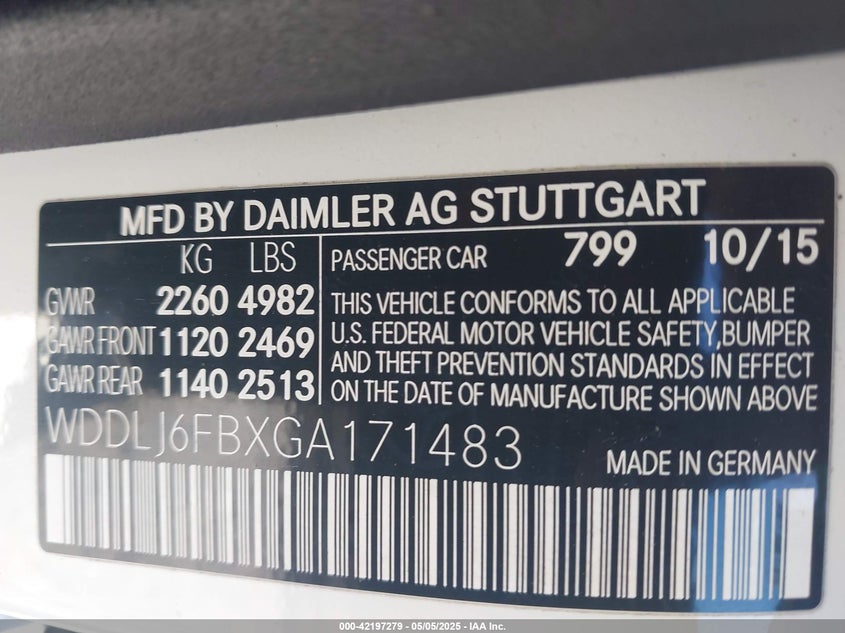 MFD BY DAIMLER AG STUTTGART
KG LBS
GVWR 2260 4982
GAWR FRONT 1120 2469
GAWR REAR 1140 2513
PASSENGER CAR 799 10/15
THIS VEHICLE CONFORMS TO ALL APPLICABLE
U.S. FEDERAL MOTOR VEHICLE SAFETY,BUMPER
AND THEFT PREVENTION STANDARDS IN EFFECT
ON THE DATE OF MANUFACTURE SHOWN ABOVE
WDDLJ6FBXGA171483
MADE IN GERMANY
000-42197279 — 05/05/2025 — IAA Inc.